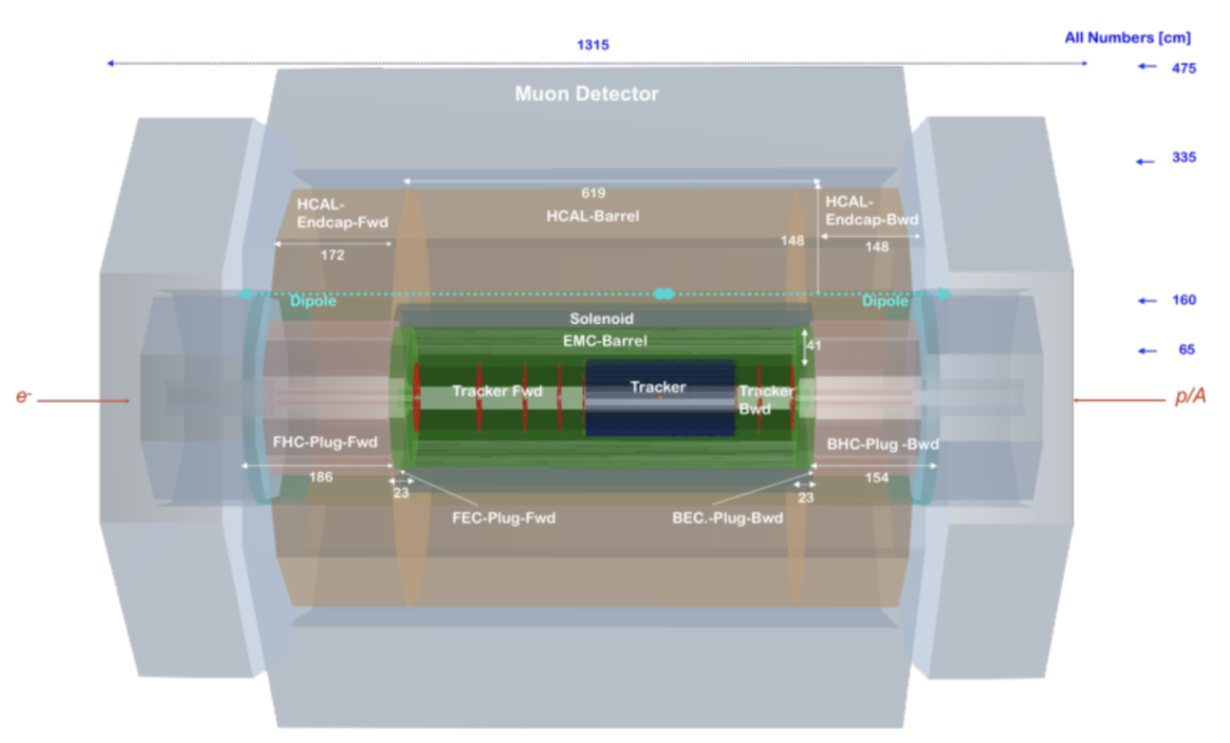 All Numbers [cm]
1315
475
Muon Detector
335
619
HCAL-
Endcap-Fwd
HCAL-Barrel
HCAL-
Endcap-Bwd
172
148
148
Dipole
Dipole
160
Solenoid
EMC-Barrel
41
65
Tracker Fwd
Tracker
Tracker
Bwd
e-
p/A
FHC-Plug-Fwd
BHC-Plug -Bwd
186
23
23
154
FEC-Plug-Fwd
BEC.-Plug-Bwd